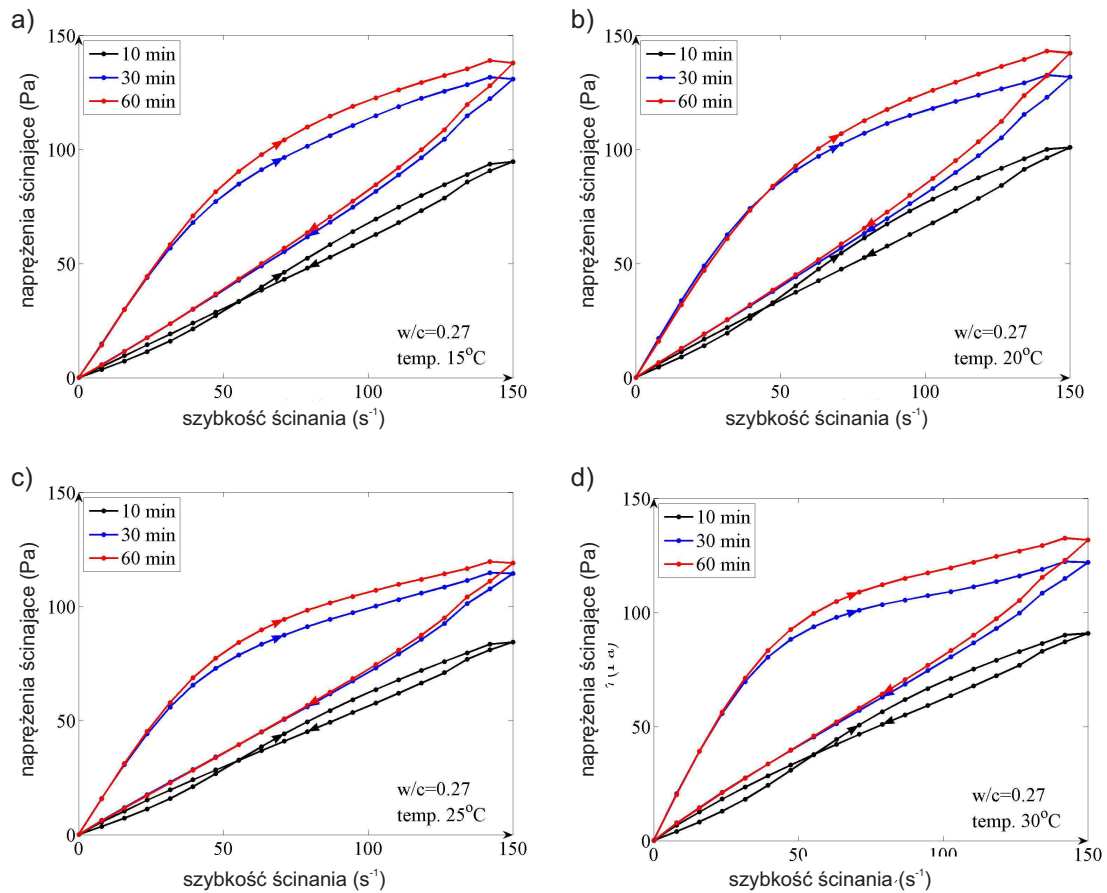 a)
150
10 min
30 min
60 min
100
50
0
naprężenia ścinające (Pa)
w/c=0.27
temp. 15°C
0
50
100
150
szybkość ścinania (s⁻¹)
b)
150
10 min
30 min
60 min
100
50
0
naprężenia ścinające (Pa)
w/c=0.27
temp. 20°C
0
50
100
150
szybkość ścinania (s⁻¹)
c)
150
10 min
30 min
60 min
100
50
0
naprężenia ścinające (Pa)
w/c=0.27
temp. 25°C
0
50
100
150
szybkość ścinania (s⁻¹)
d)
150
10 min
30 min
60 min
100
50
0
naprężenia ścinające (Pa)
w/c=0.27
temp. 30°C
0
50
100
150
szybkość ścinania (s⁻¹)